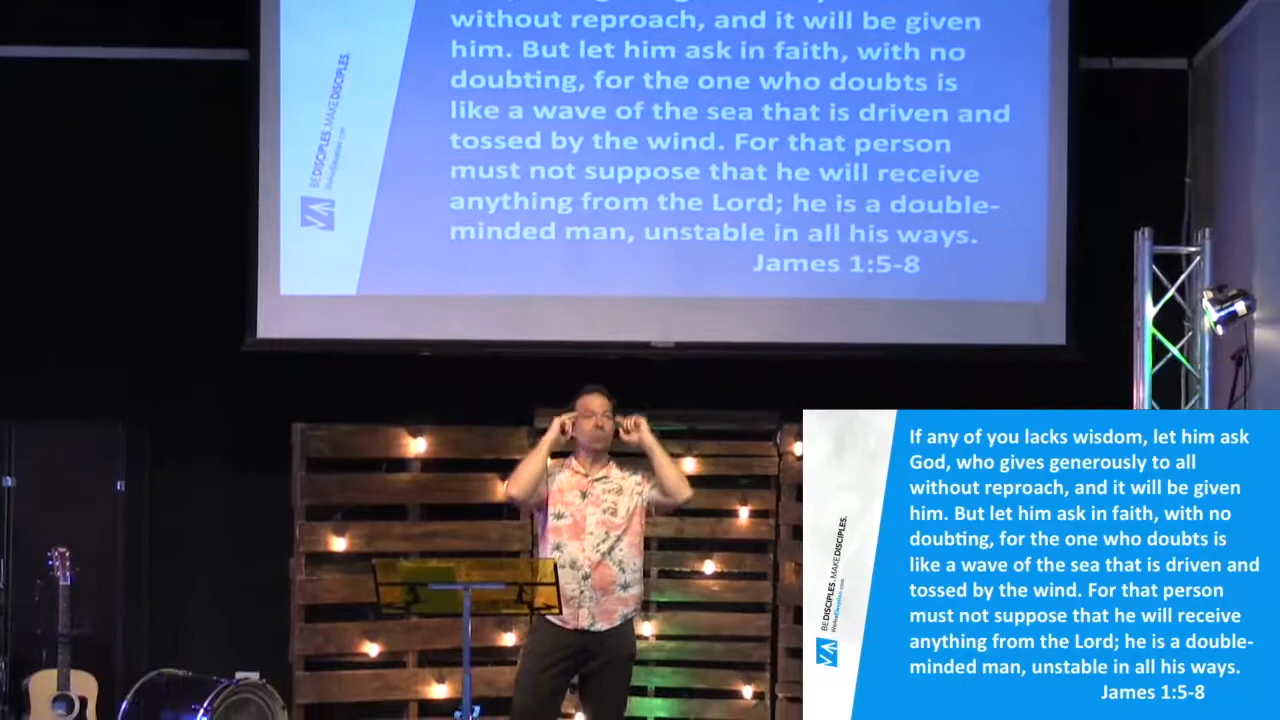 without reproach, and it will be given
him. But let him ask in faith, with no
doubting, for the one who doubts is
like a wave of the sea that is driven and
tossed by the wind. For that person
must not suppose that he will receive
anything from the Lord; he is a double-
minded man, unstable in all his ways.
James 1:5-8
BEDISCIPLES.MAKEDISCIPLES.
If any of you lacks wisdom, let him ask
God, who gives generously to all
without reproach, and it will be given
him. But let him ask in faith, with no
doubting, for the one who doubts is
like a wave of the sea that is driven and
tossed by the wind. For that person
must not suppose that he will receive
anything from the Lord; he is a double-
minded man, unstable in all his ways.
James 1:5-8
BEDISCIPLES.MAKEDISCIPLES.